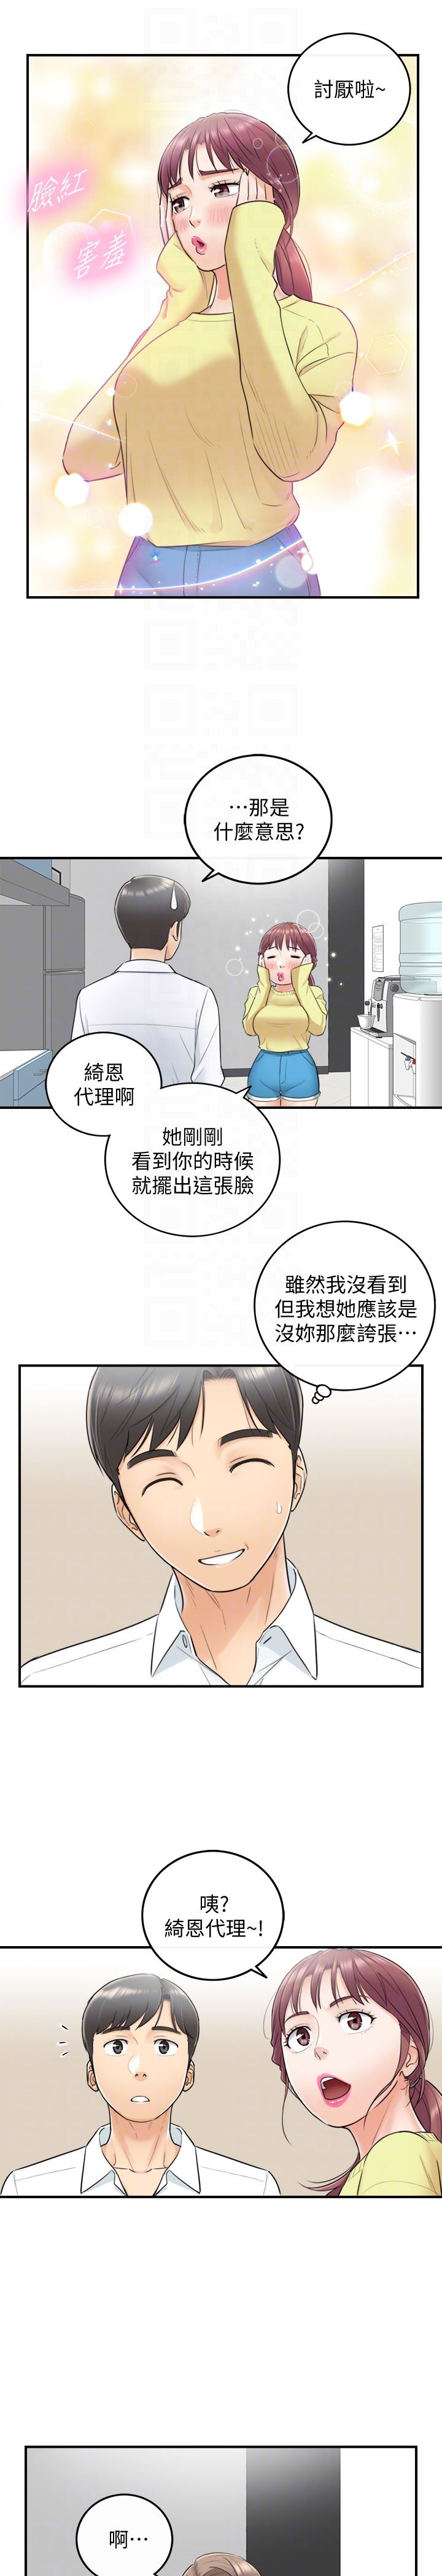 討厭啦~
臉紅
害羞
…那是
什麼意思?
綺恩
代理啊
她剛剛
看到你的時候
就擺出這張臉
雖然我沒看到
但我想她應該是
沒妳那麼誇張…
咦?
綺恩代理~!
啊…